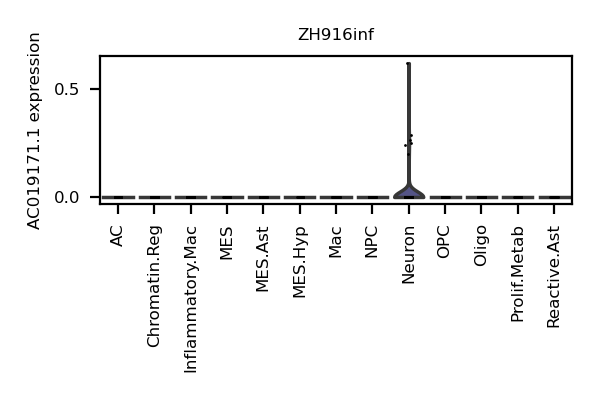 ZH916inf
AC019171.1 expression
0.5
0.0
AC
Chromatin.Reg
Inflammatory.Mac
MES
MES.Ast
MES.Hyp
Mac
NPC
Neuron
OPC
Oligo
Prolif.Metab
Reactive.Ast